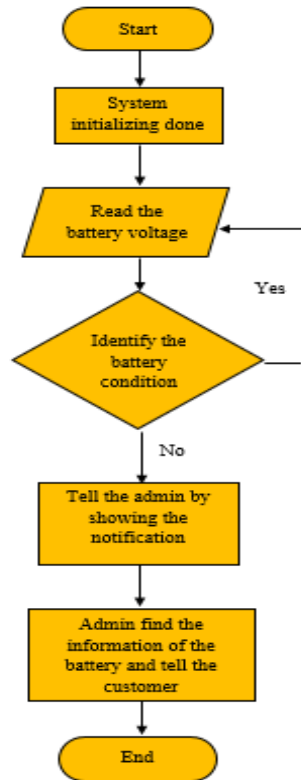 Start
System
initializing done
Read the
battery voltage
Yes
Identify the
battery
condition
No
Tell the admin by
showing the
notification
Admin find the
information of the
battery and tell the
customer
End